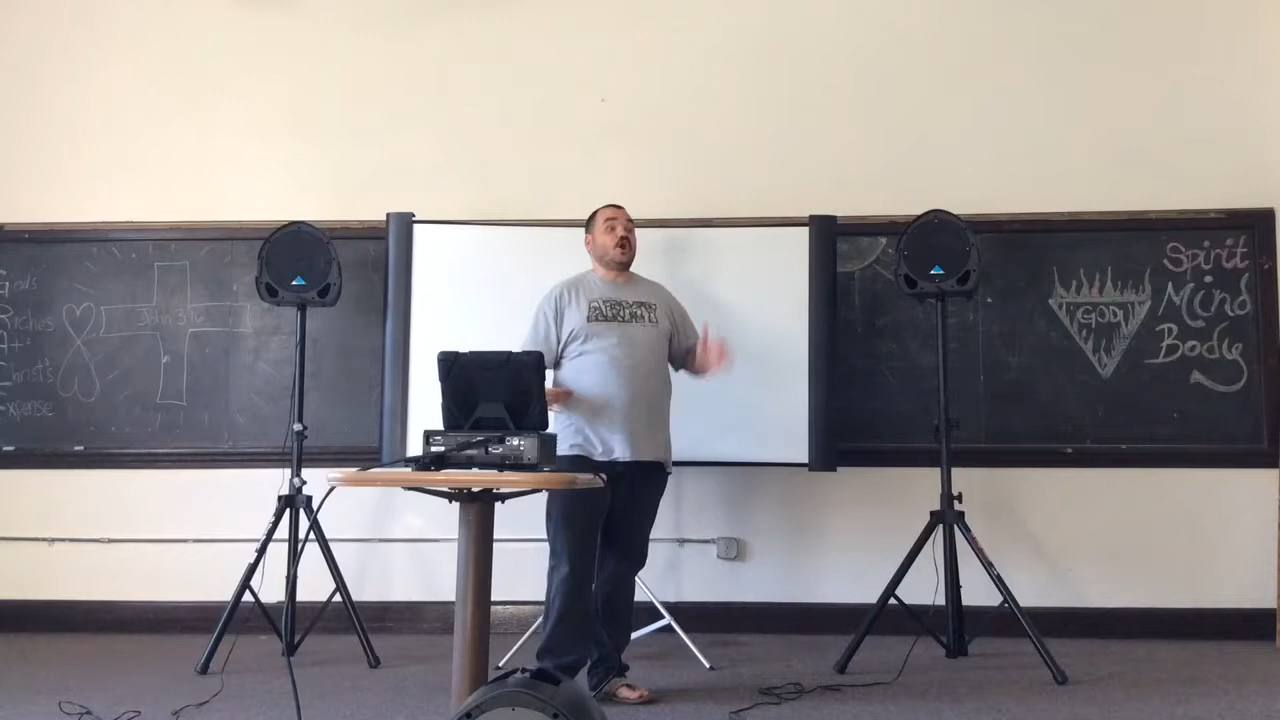 Gods
Riches
At
Christ's
Expense
John 3:16
ARMY
GOD
Spirit
Mind
Body